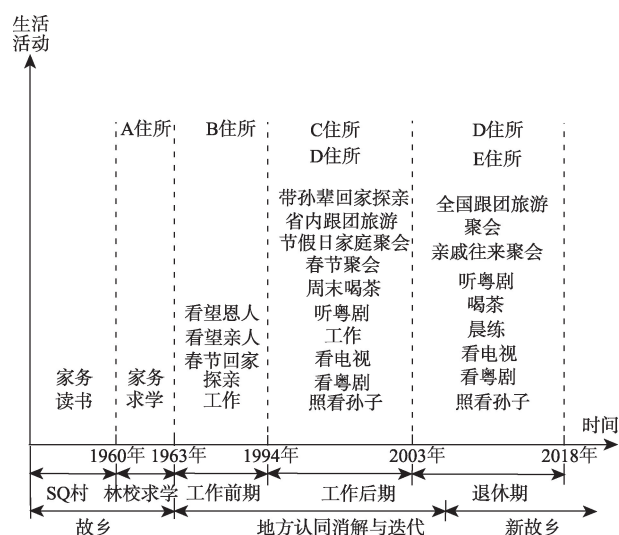 生活
活动
A住所
B住所
C住所
D住所
D住所
E住所
家务
读书
家务
求学
看望恩人
看望亲人
春节回家
探亲
工作
带孙辈回家探亲
省内跟团旅游
节假日家庭聚会
春节聚会
周末喝茶
听粤剧
工作
看电视
看粤剧
照看孙子
全国跟团旅游
聚会
亲戚往来聚会
听粤剧
喝茶
晨练
看电视
看粤剧
照看孙子
时间
1960年
1963年
1994年
2003年
2018年
SQ村
林校求学
工作前期
工作后期
退休期
故乡
地方认同消解与迭代
新故乡